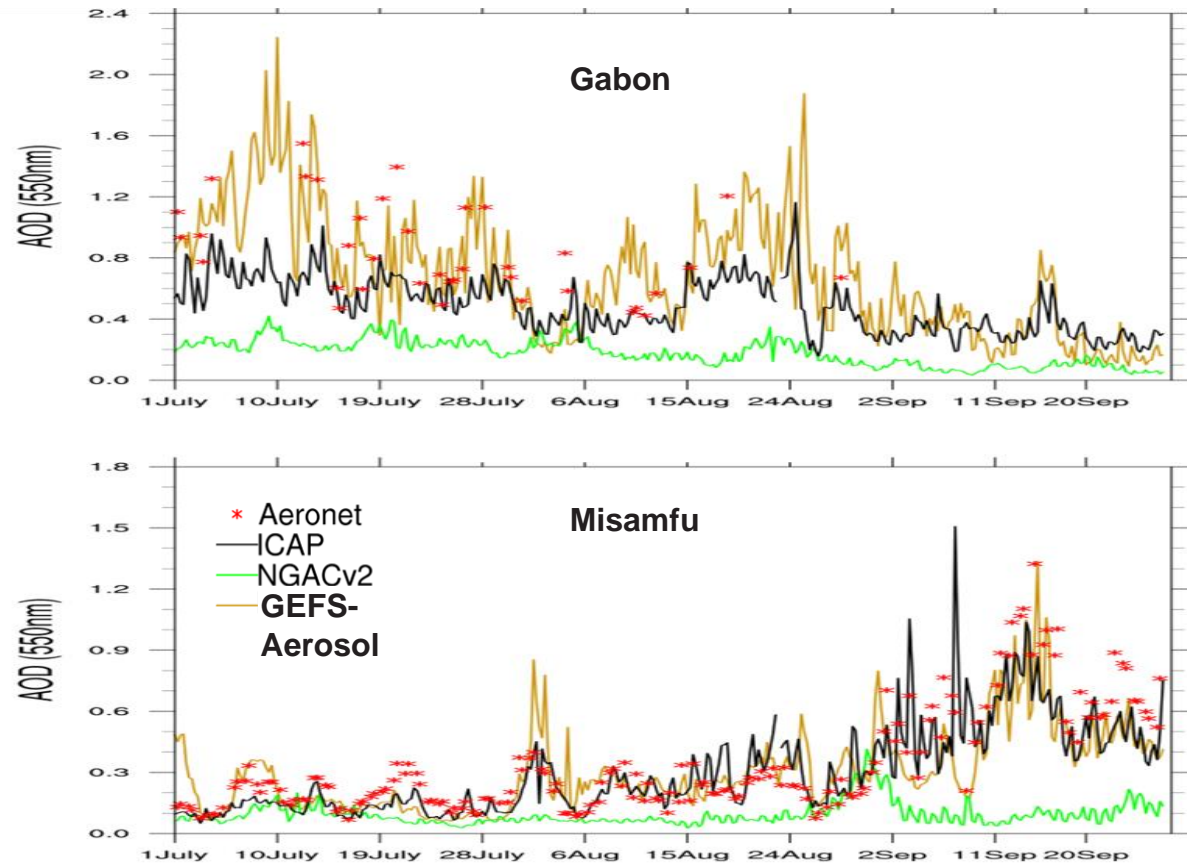 2.4
2.0
1.6
1.2
0.8
0.4
0.0
AOD (550nm)
Gabon
1July 10July 19July 28July 6Aug 15Aug 24Aug 2Sep 11Sep 20Sep
1.8
1.5
1.2
0.9
0.6
0.3
0.0
AOD (550nm)
Misamfu
* Aeronet
ICAP
NGACv2
GEFS-
Aerosol
1July 10July 19July 28July 6Aug 15Aug 24Aug 2Sep 11Sep 20Sep